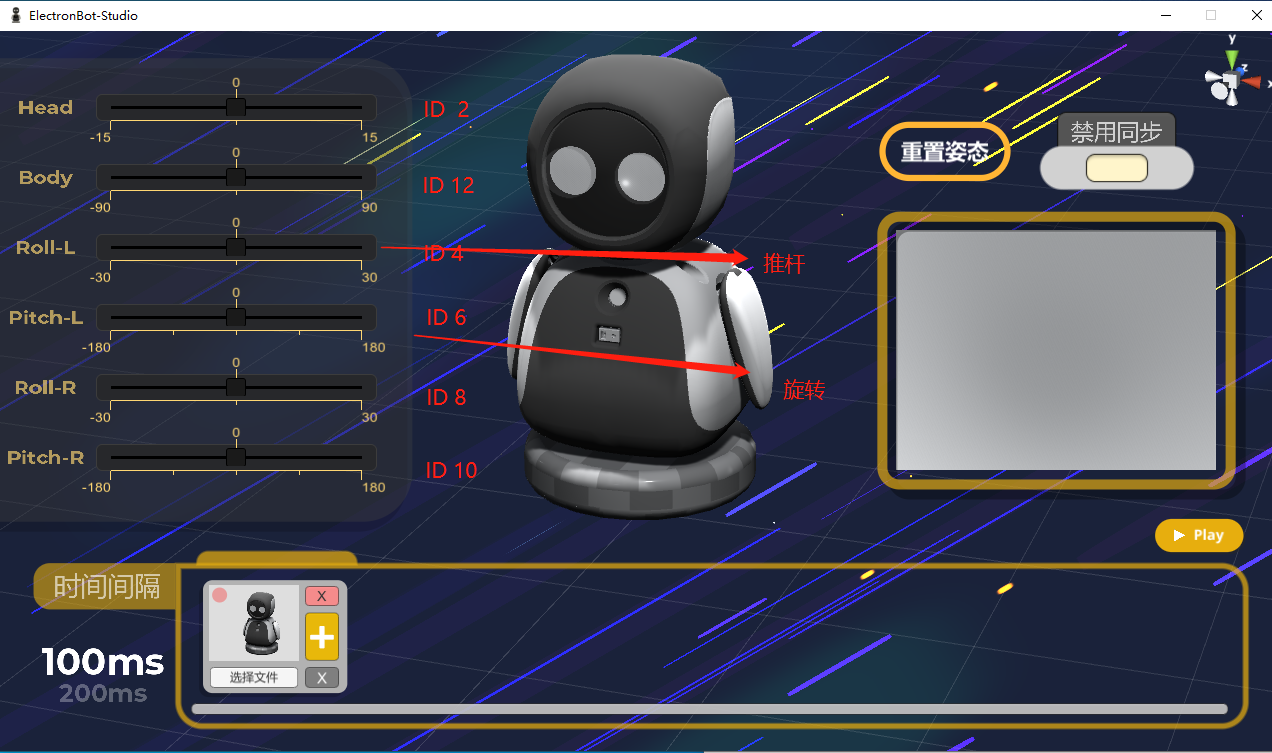 ElectronBot-Studio
y
z
x
0
Head
-15
15
ID 2
0
Body
-90
90
ID 12
0
Roll-L
-30
30
ID 4
推杆
0
Pitch-L
-180
180
ID 6
旋转
0
Roll-R
-30
30
ID 8
0
Pitch-R
-180
180
ID 10
重置姿态
禁用同步
Play
时间间隔
100ms
200ms
X
+
选择文件
X